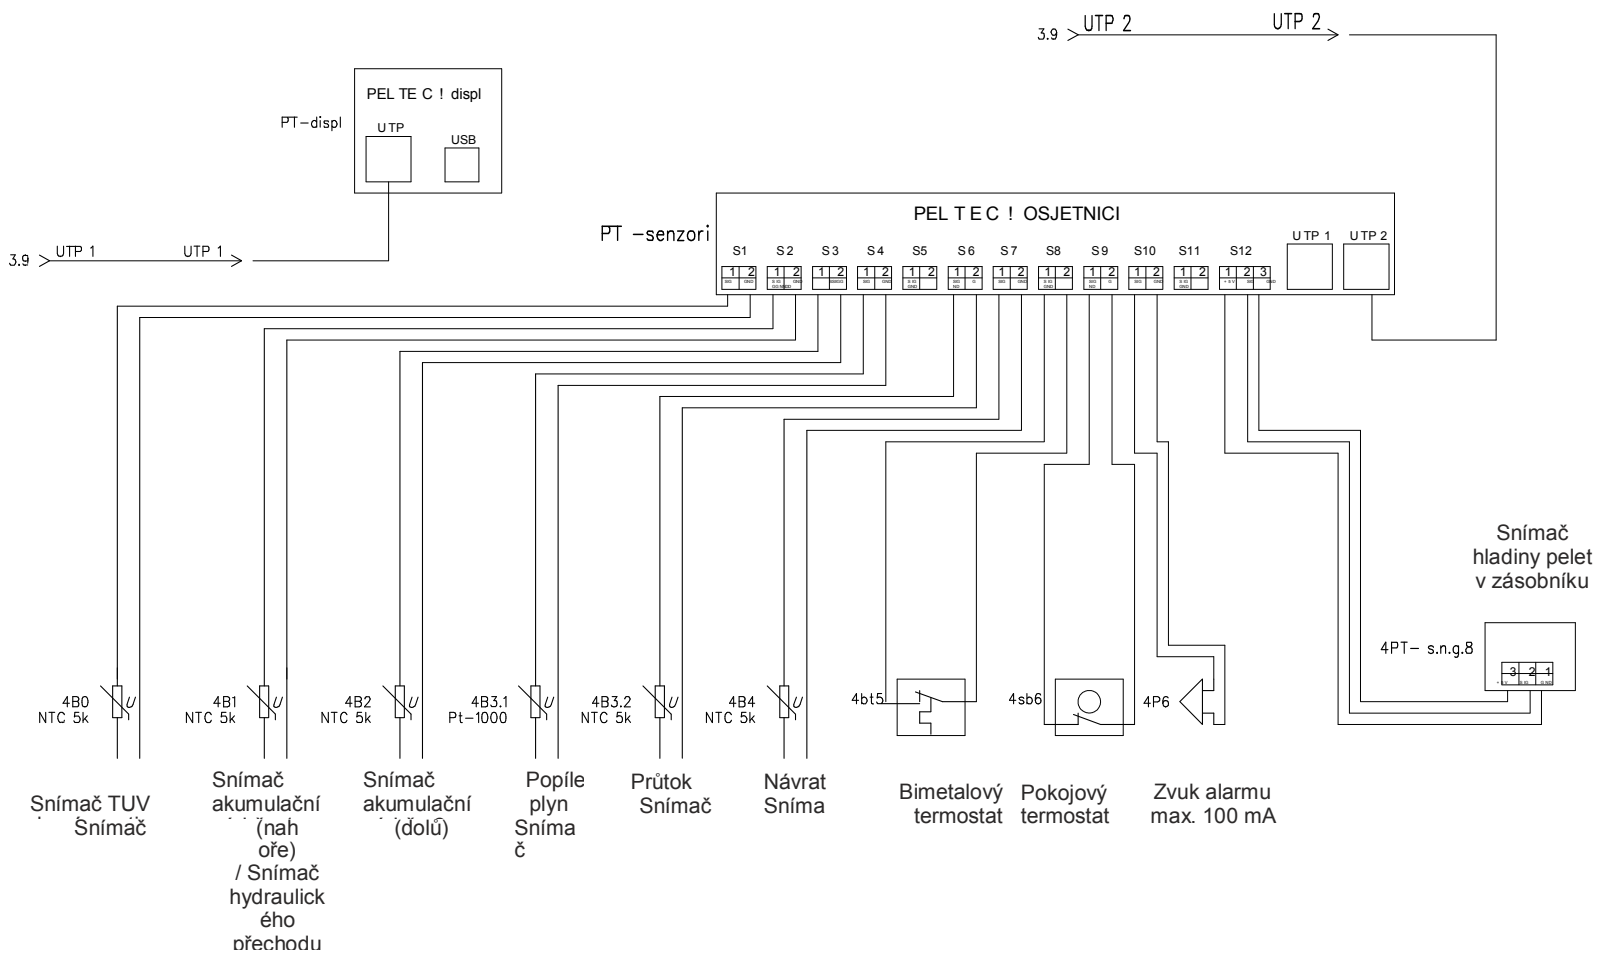 UTP 2
UTP 2
3.9
PEL TE C ! displ
PT-displ
UTP
USB
PEL T E C ! OSJETNICI
PT -senzori
3.9
UTP 1
UTP 1
S1
S2
S3
S4
S5
S6
S7
S8
S9
S10
S11
S12
UTP 1
UTP 2
1 2
1 2
1 2
1 2
1 2
1 2
1 2
1 2
1 2
1 2
1 2
1 2 3
Snímač
hladiny pelet
v zásobníku
4PT- s.n.g.8
3 2 1
4B0
NTC 5k
U
4B1
NTC 5k
U
4B2
NTC 5k
U
4B3.1
Pt-1000
U
4B3.2
NTC 5k
U
4B4
NTC 5k
U
4bt5
4sb6
4P6
Snímač TUV
Snímač
Snímač
akumulační
(nah
oře)
/ Snímač
hydraulick
ého
přechodu
Snímač
akumulační
(dolů)
Popíle
plyn
Sníma
č
Průtok
Snímač
Návrat
Sníma
Bimetalový
termostat
Pokojový
termostat
Zvuk alarmu
max. 100 mA